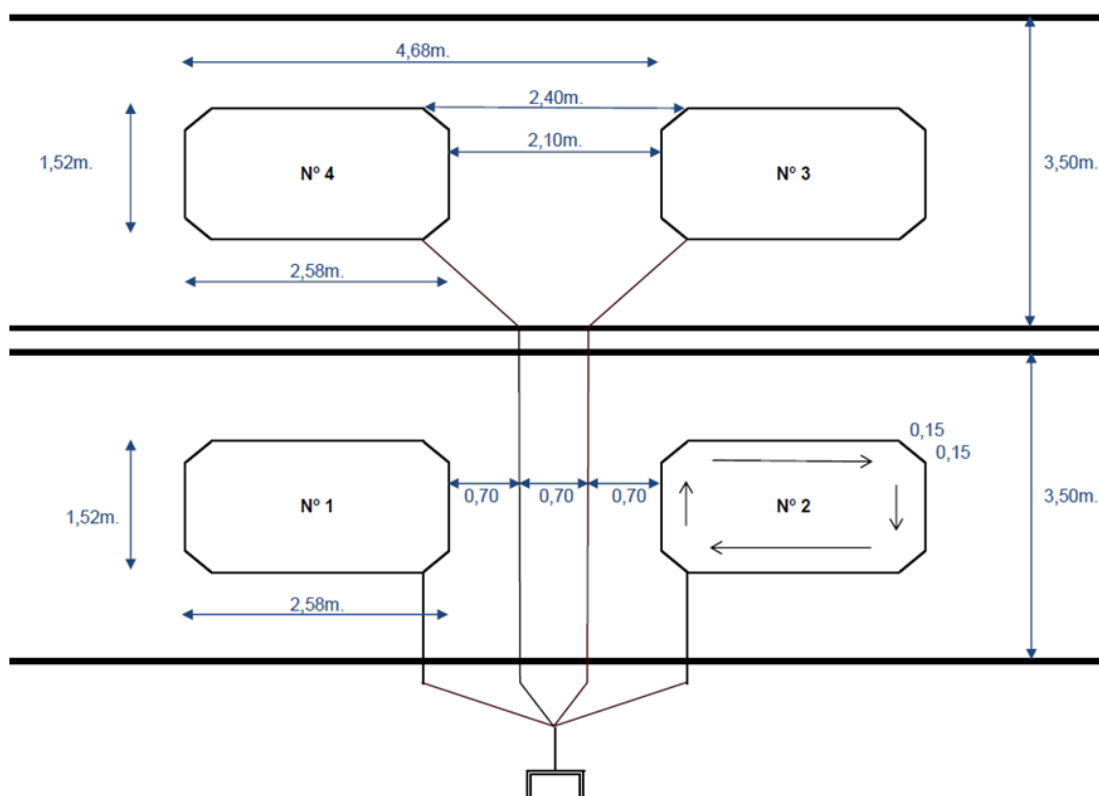 4,68m.
2,40m.
2,10m.
1,52m.
Nº 4
Nº 3
3,50m.
2,58m.
0,15
0,15
1,52m.
Nº 1
0,70
0,70
0,70
Nº 2
3,50m.
2,58m.